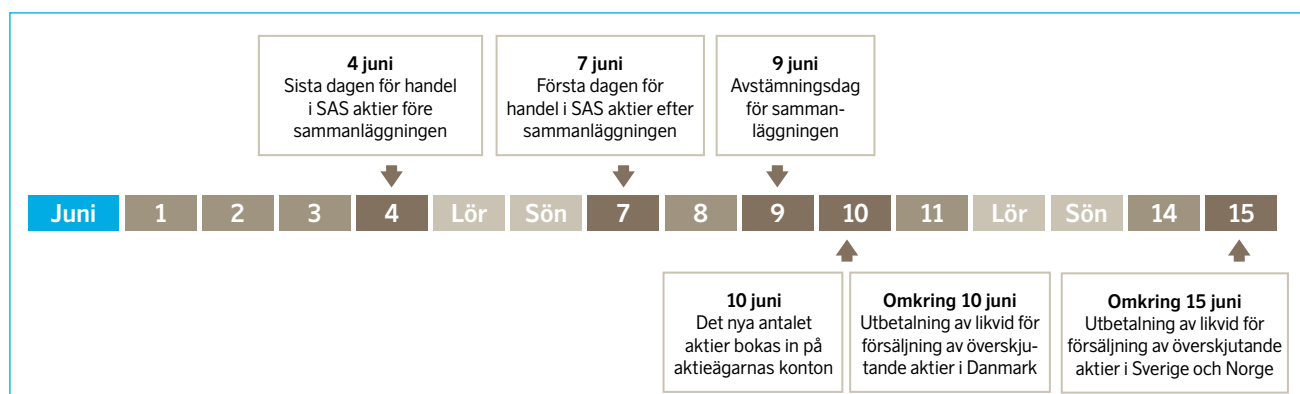 4 juni
Sista dagen för handel
i SAS aktier före
sammanläggningen
7 juni
Första dagen för
handel i SAS aktier efter
sammanläggningen
9 juni
Avstämningsdag
för samman-
läggningen
Juni 1 2 3 4 Lör Sön 7 8 9 10 11 Lör Sön 14 15
10 juni
Det nya antalet
aktier bokas in på
aktieägarnas konton
Omkring 10 juni
Utbetalning av likvid för
försäljning av överskju-
tande aktier i Danmark
Omkring 15 juni
Utbetalning av likvid för
försäljning av överskjutande
aktier i Sverige och Norge